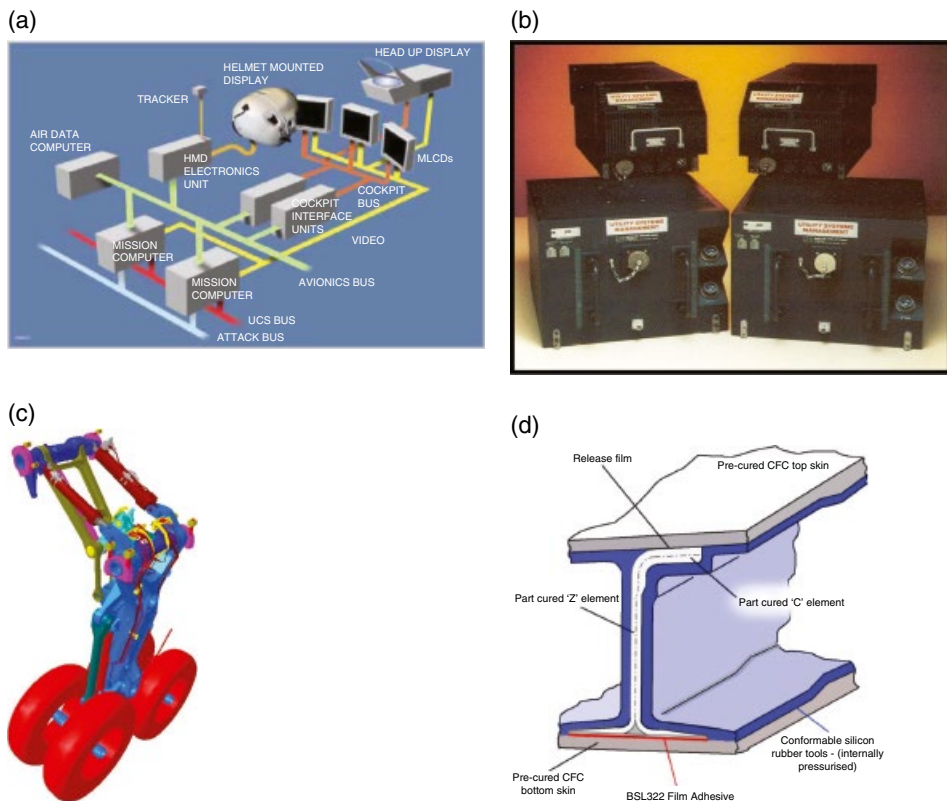 (a)
HEAD UP DISPLAY
HELMET MOUNTED
DISPLAY
TRACKER
AIR DATA
COMPUTER
HMD
ELECTRONICS
UNIT
MLCDs
COCKPIT
BUS
COCKPIT
INTERFACE
UNITS
VIDEO
MISSION
COMPUTER
MISSION
COMPUTER
AVIONICS BUS
UCS BUS
ATTACK BUS
(b)
UTILITY SYSTEMS
MANAGEMENT
UTILITY SYSTEMS
MANAGEMENT
UTILITY SYSTEMS
MANAGEMENT
UTILITY SYSTEMS
MANAGEMENT
(c)
(d)
Release film
Pre-cured CFC top skin
Part cured ‘Z’ element
Part cured ‘C’ element
Conformable silicon
rubber tools - (internally
pressurised)
Pre-cured CFC
bottom skin
BSL322 Film Adhesive